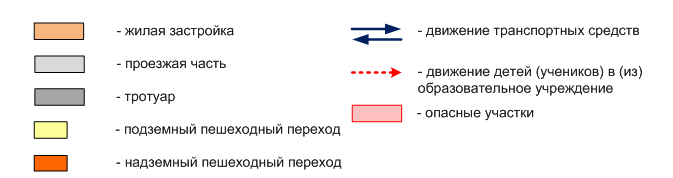 - жилая застройка
- проезжая часть
- тротуар
- подземный пешеходный переход
- надземный пешеходный переход
- движение транспортных средств
- движение детей (учеников) в (из)
образовательное учреждение
- опасные участки